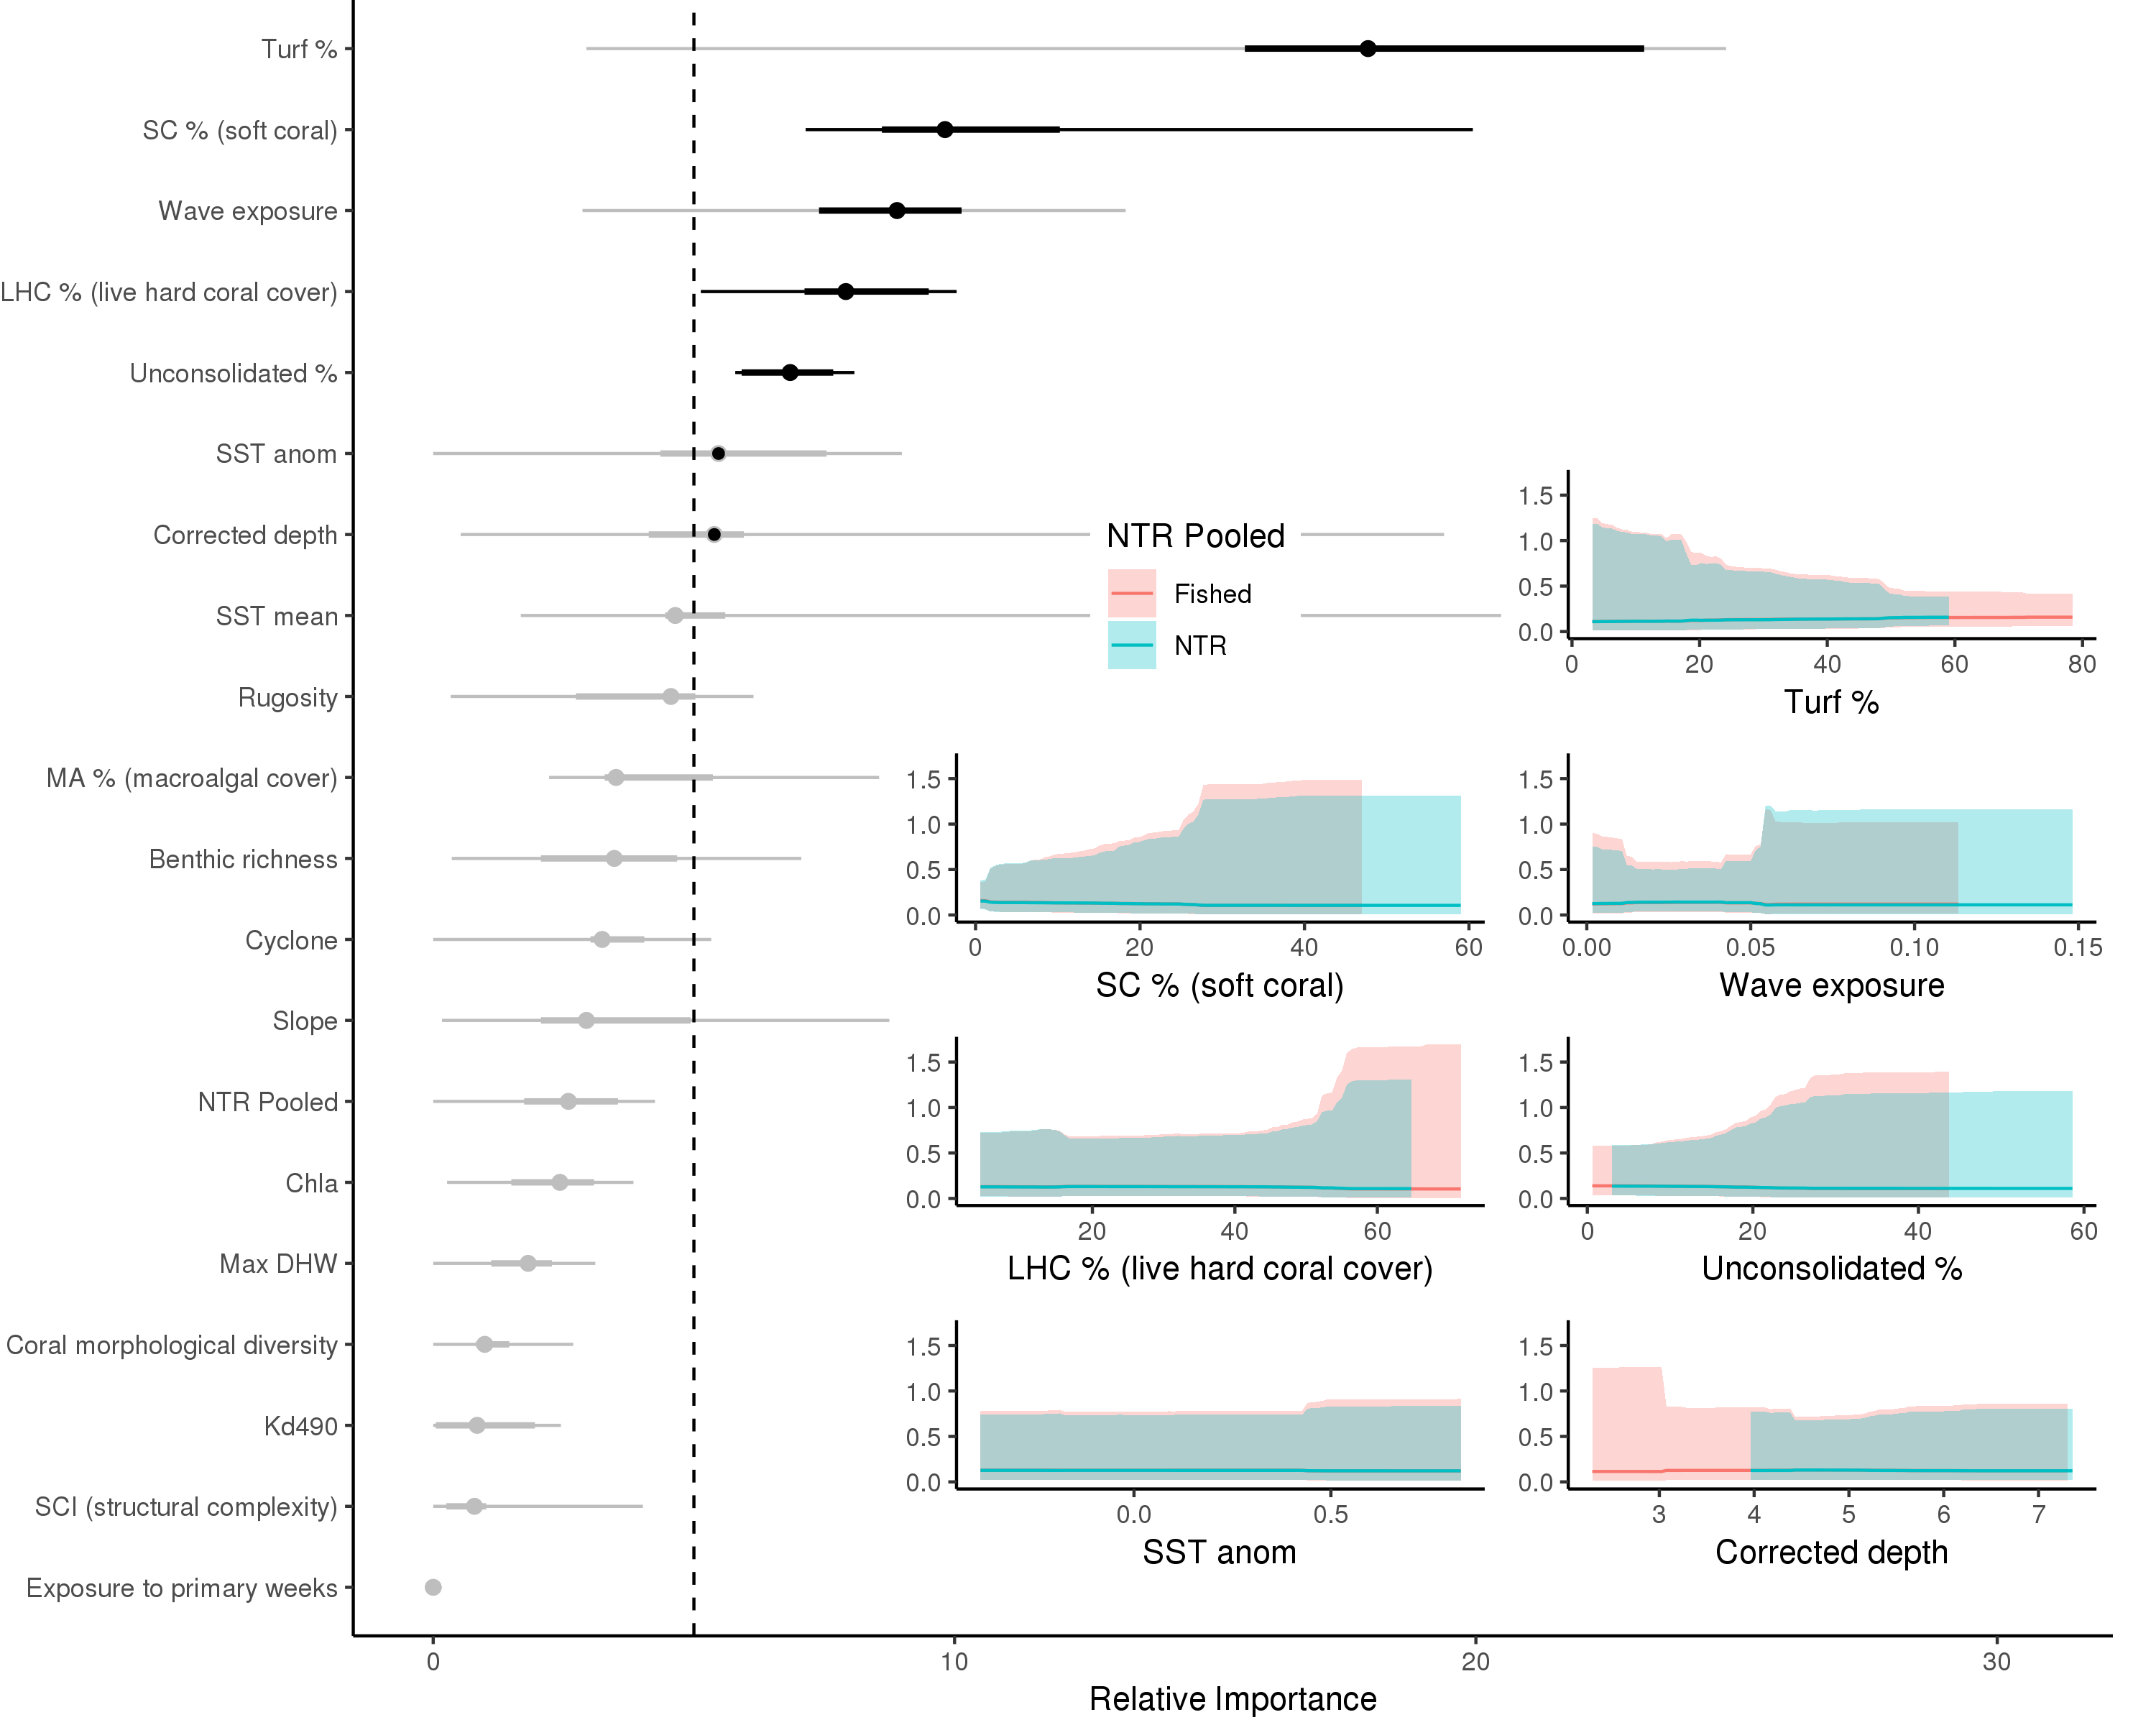 Turf %
SC % (soft coral)
Wave exposure
LHC % (live hard coral cover)
Unconsolidated %
SST anom
Corrected depth
SST mean
Rugosity
MA % (macroalgal cover)
Benthic richness
Cyclone
Slope
NTR Pooled
Chla
Max DHW
Coral morphological diversity
Kd490
SCI (structural complexity)
Exposure to primary weeks
0 10 20 30
Relative Importance
NTR Pooled
Fished
NTR
1.5
1.0
0.5
0.0
0 20 40 60 80
Turf %
1.5
1.0
0.5
0.0
0 20 40 60
SC % (soft coral)
1.5
1.0
0.5
0.0
0.00 0.05 0.10 0.15
Wave exposure
1.5
1.0
0.5
0.0
20 40 60
LHC % (live hard coral cover)
1.5
1.0
0.5
0.0
0 20 40 60
Unconsolidated %
1.5
1.0
0.5
0.0
0.0 0.5
SST anom
1.5
1.0
0.5
0.0
3 4 5 6 7
Corrected depth